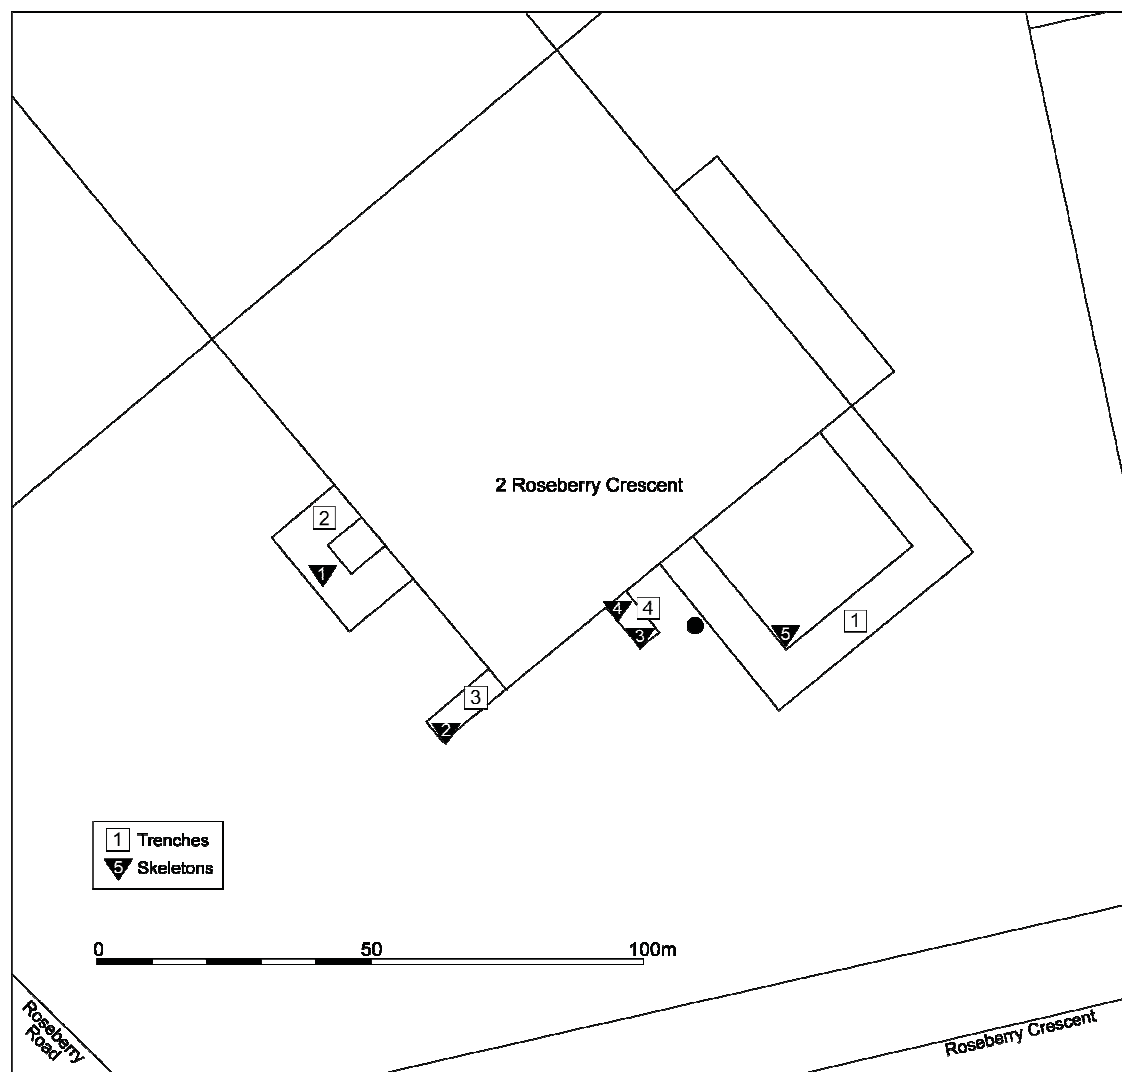 2 Roseberry Crescent
2
1
4
4
3
5
1
3
2
1 Trenches
5 Skeletons
0 50 100m
Roseberry
Road
Roseberry Crescent